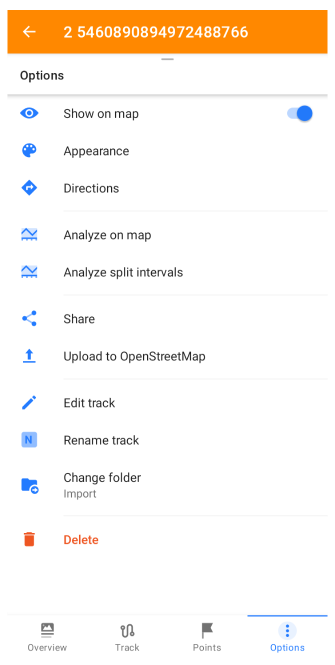 2 5460890894972488766
Options
Show on map
Appearance
Directions
Analyze on map
Analyze split intervals
Share
Upload to OpenStreetMap
Edit track
N
Rename track
Change folder
Import
Delete
Overview
Track
Points
Options